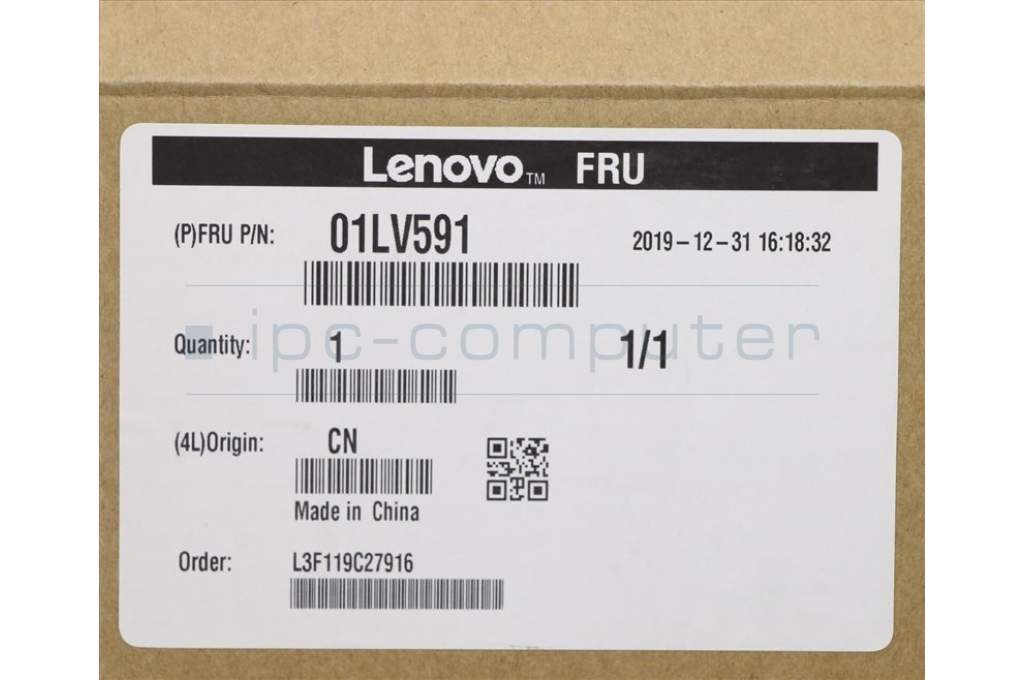 Lenovo™ FRU
(P)FRU P/N: 01LV591 2019-12-31 16:18:32
ipc-computer
Quantity: 1 1/1
(4L)Origin: CN
Made in China
Order: L3F119C27916